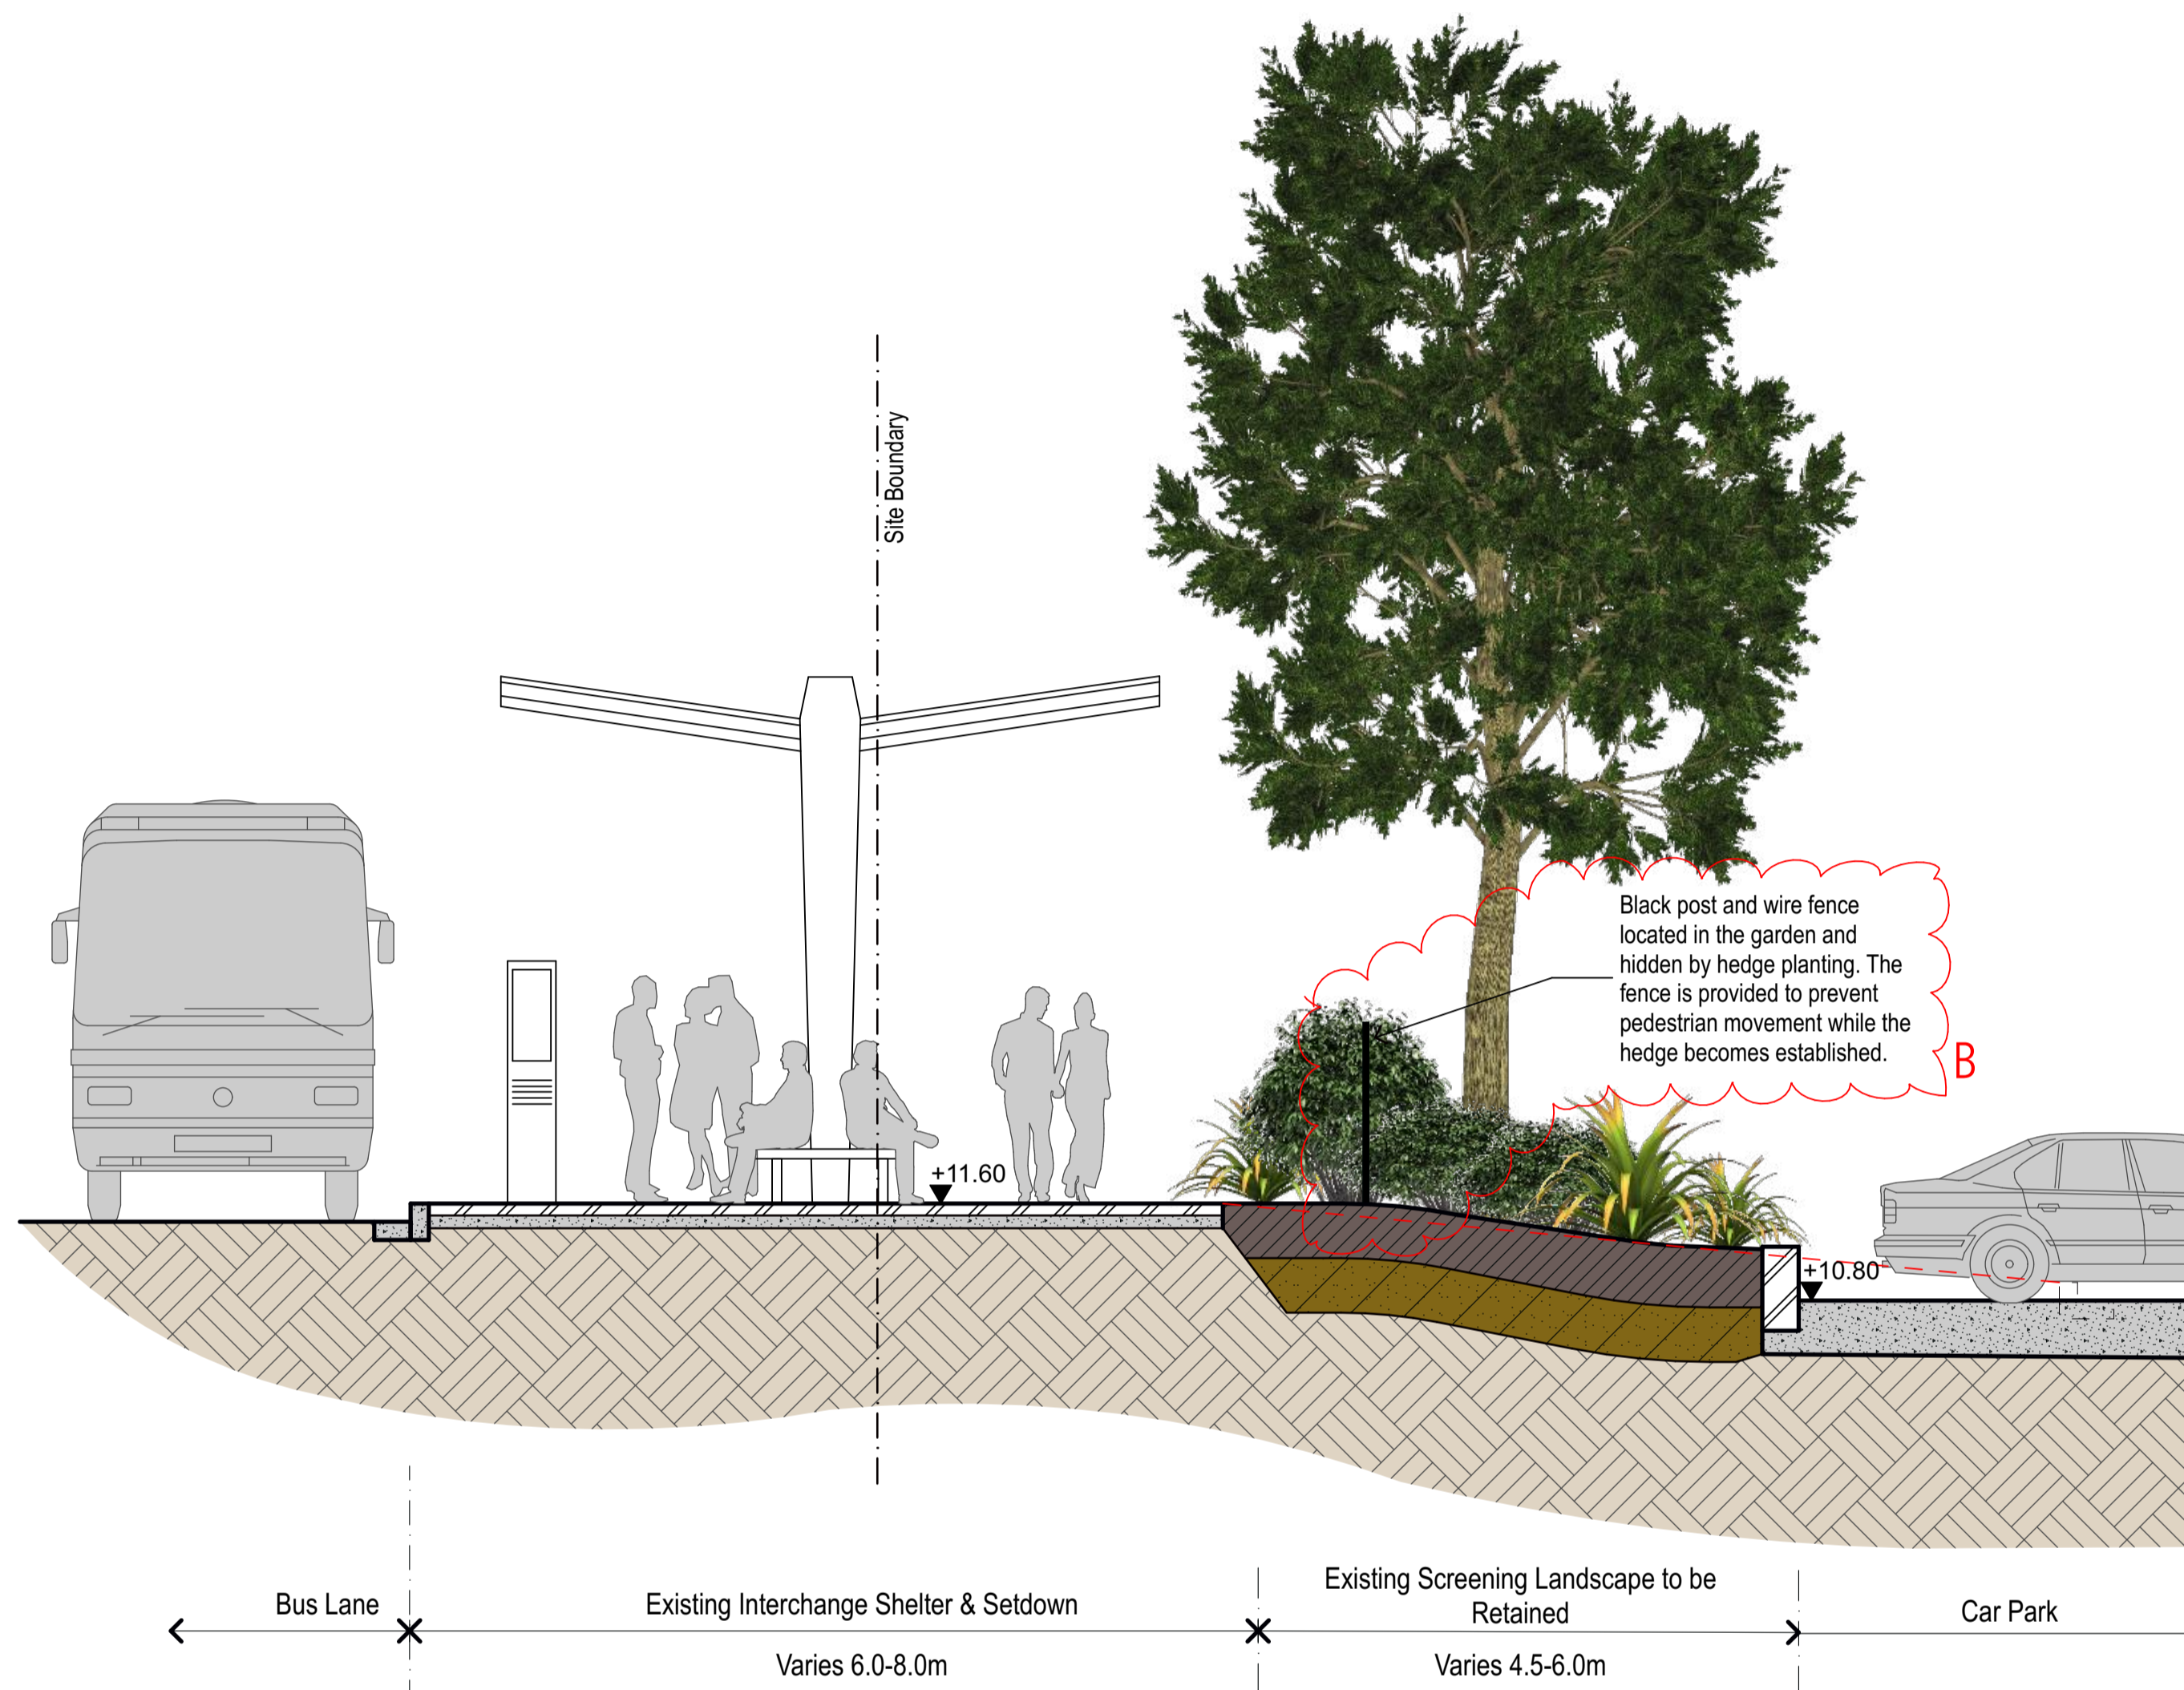 Site Boundary
Black post and wire fence
located in the garden and
hidden by hedge planting. The
fence is provided to prevent
pedestrian movement while the
hedge becomes established.
B
+11.60
+10.80
Bus Lane
Existing Interchange Shelter & Setdown
Varies 6.0-8.0m
Existing Screening Landscape to be
Retained
Varies 4.5-6.0m
Car Park